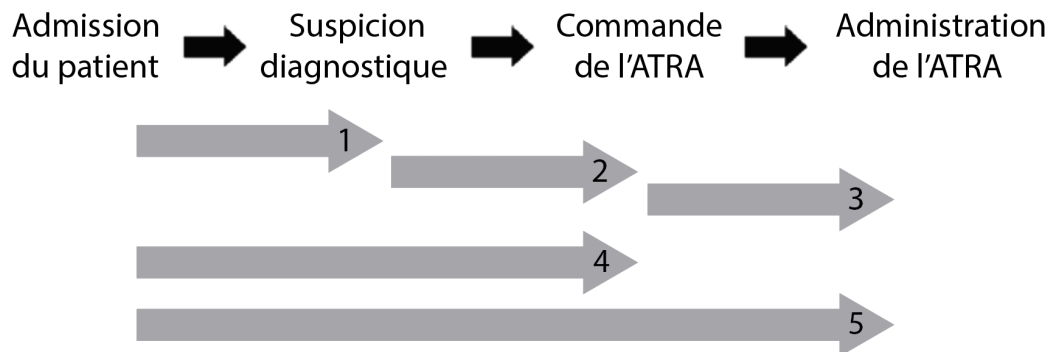 Admission
du patient
Suspicion
diagnostique
Commande
de l’ATRA
Administration
de l’ATRA
1
2
3
4
5